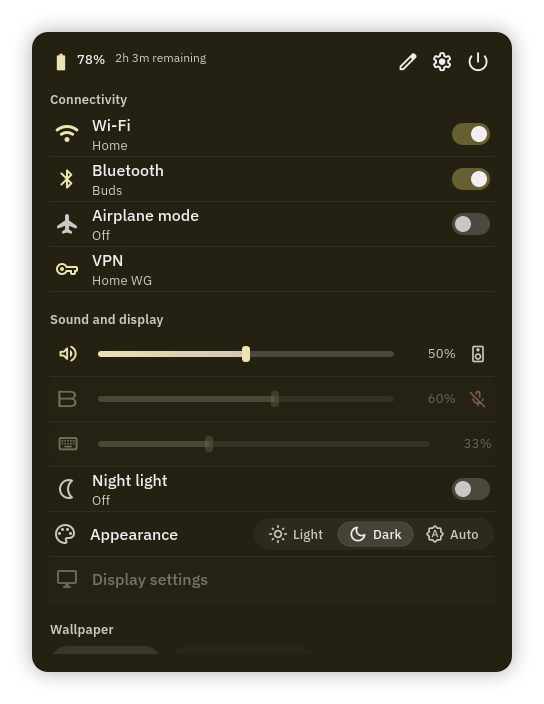 78% 2h 3m remaining
Connectivity
Wi-Fi
Home
Bluetooth
Buds
Airplane mode
Off
VPN
Home WG
Sound and display
50%
60%
33%
Night light
Off
Appearance Light Dark Auto
Display settings
Wallpaper